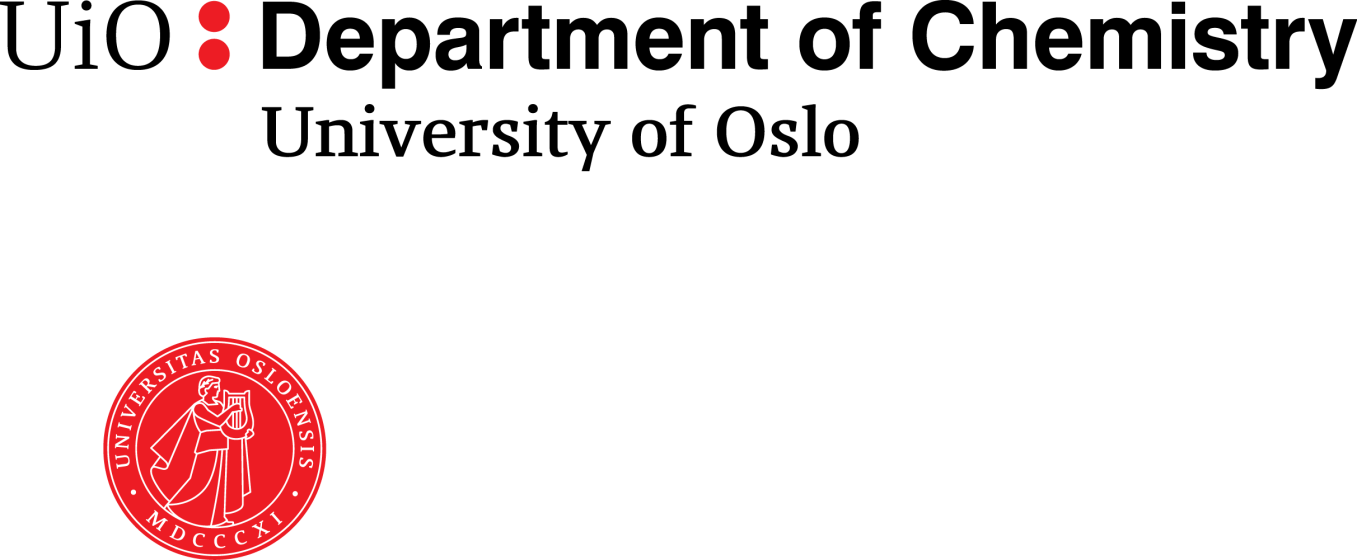 UiO : Department of Chemistry
University of Oslo
UNIVERSITAS OSLOENSIS
• MDCCCXI •